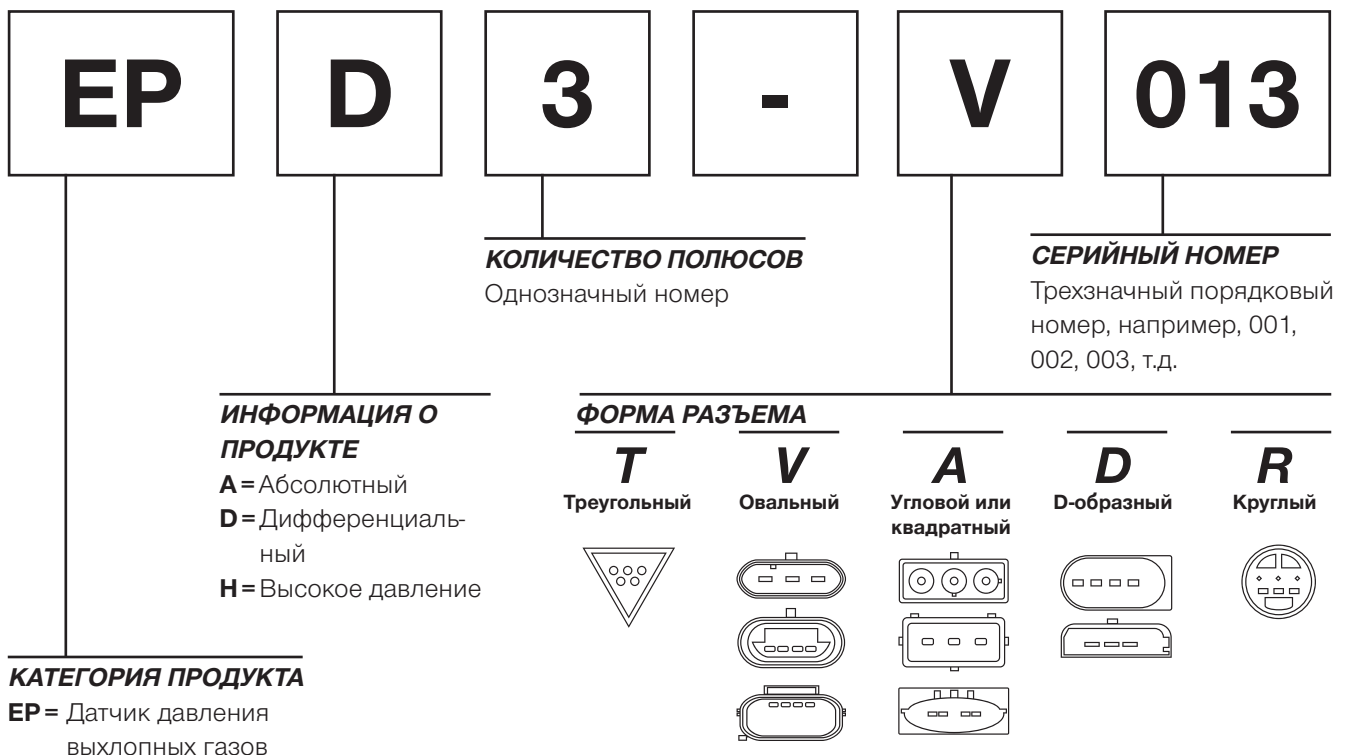 EP D 3 - V 013
КОЛИЧЕСТВО ПОЛЮСОВ
Однозначный номер
СЕРИЙНЫЙ НОМЕР
Трехзначный порядковый
номер, например, 001,
002, 003, т.д.
ИНФОРМАЦИЯ О
ПРОДУКТЕ
A = Абсолютный
D = Дифференциаль-
ный
H = Высокое давление
ФОРМА РАЗЪЕМА
T V A D R
Треугольный Овальный Угловой или D-образный Круглый
квадратный
КАТЕГОРИЯ ПРОДУКТА
EP = Датчик давления
выхлопных газов